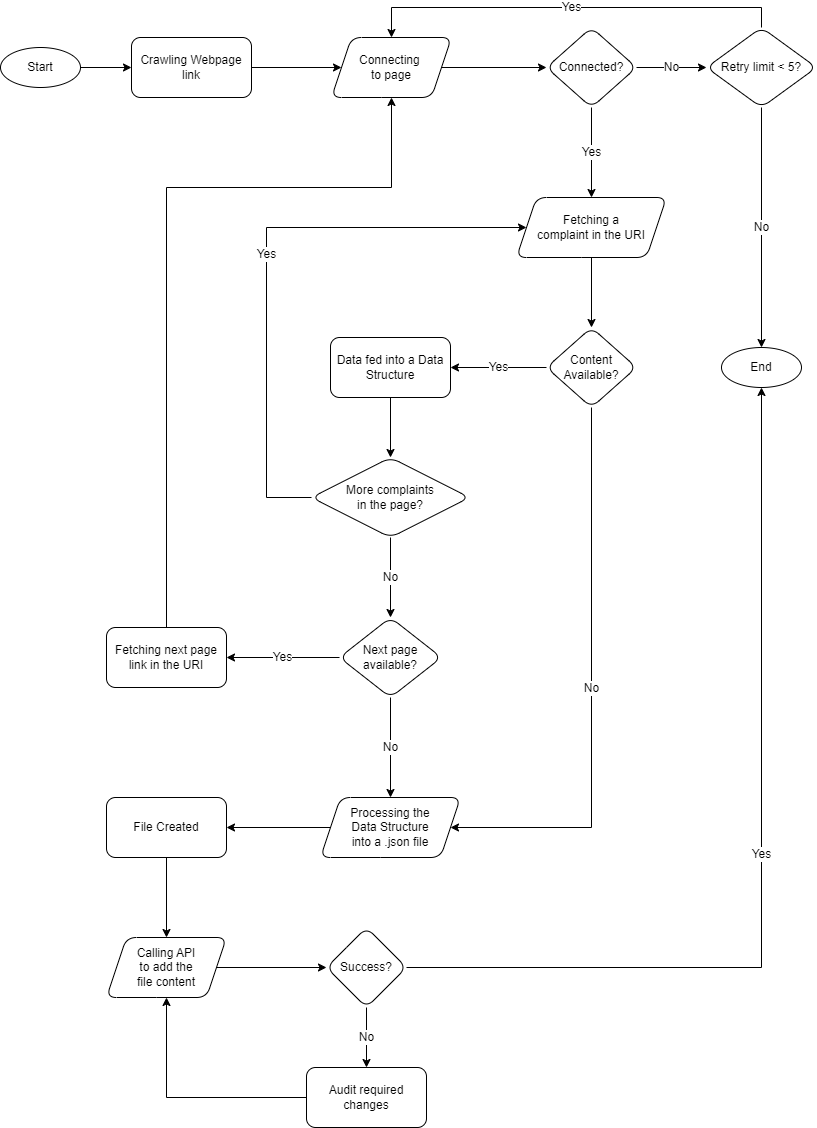 Yes
Start
Crawling Webpage
link
Connecting
to page
Connected?
No
Retry limit < 5?
Yes
Fetching a
complaint in the URI
Yes
No
Data fed into a Data
Structure
Yes
Content
Available?
End
More complaints
in the page?
No
Fetching next page
link in the URI
Yes
Next page
available?
No
No
File Created
Processing the
Data Structure
into a .json file
Yes
Calling API
to add the
file content
Success?
No
Audit required
changes